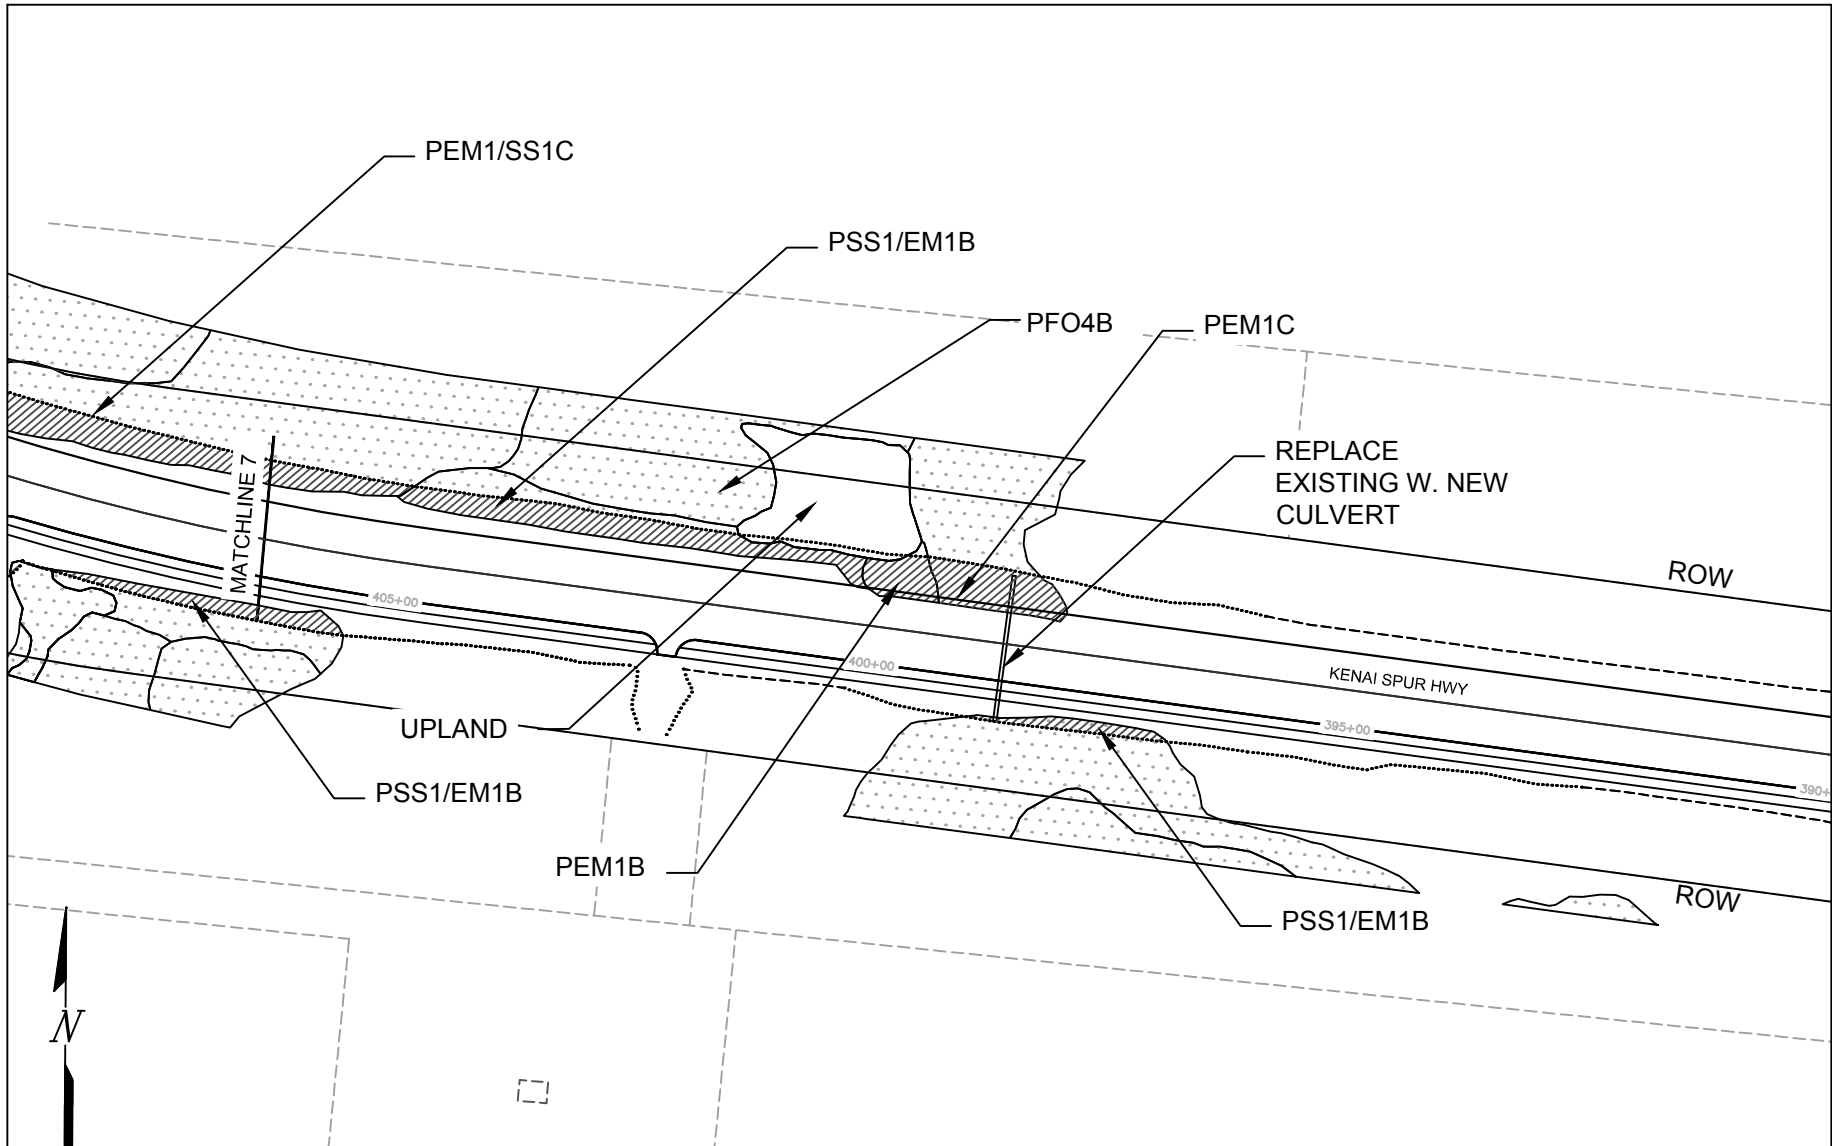 PEM1/SS1C
PSS1/EM1B
PFO4B
PEM1C
REPLACE
EXISTING W. NEW
CULVERT
MATCHLINE 7
ROW
405+00
400+00
KENAI SPUR HWY
395+00
390+
UPLAND
PSS1/EM1B
PEM1B
PSS1/EM1B
ROW
N